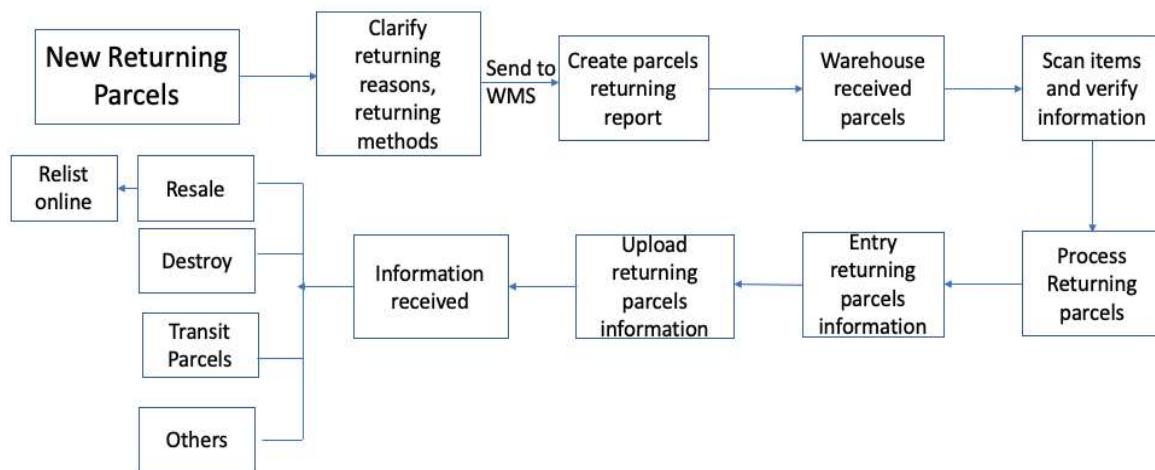 New Returning
Parcels
Clarify
returning
reasons,
returning
methods
Send to
WMS
Create parcels
returning
report
Warehouse
received
parcels
Scan items
and verify
information
Process
Returning
parcels
Entry
returning
parcels
information
Upload
returning
parcels
information
Information
received
Resale
Relist
online
Destroy
Transit
Parcels
Others